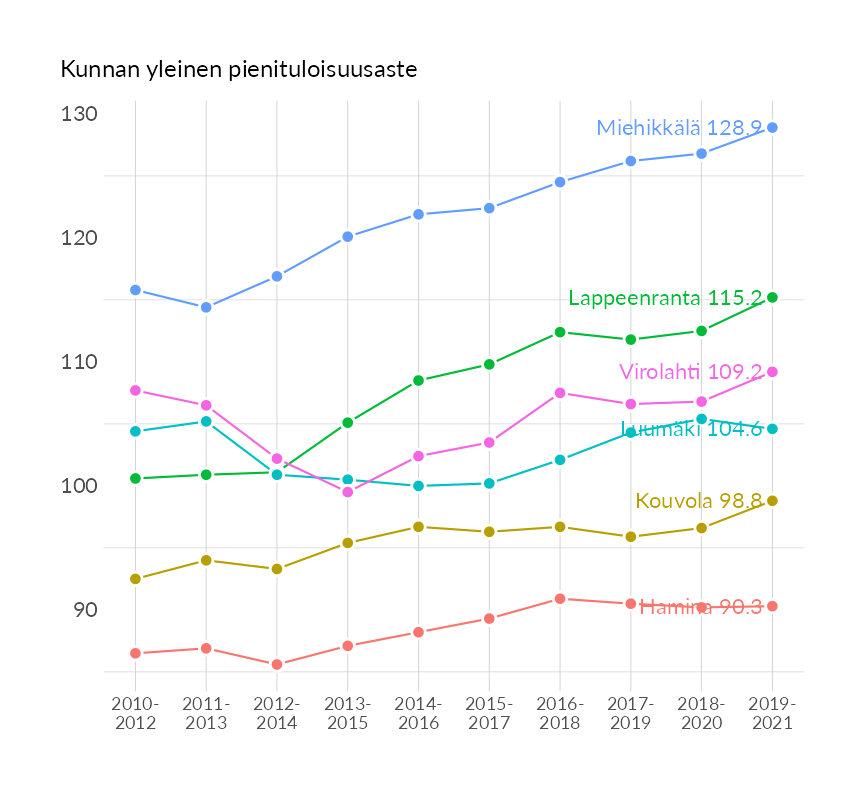 Kunnan yleinen pienituloisuusaste
130
Miehikkälä 128.9
120
Lappeenranta 115.2
110
Virolahti 109.2
Luumäki 104.6
100
Kouvola 98.8
90
Hamina 90.3
2010- 2011- 2012- 2013- 2014- 2015- 2016- 2017- 2018- 2019-
2012 2013 2014 2015 2016 2017 2018 2019 2020 2021